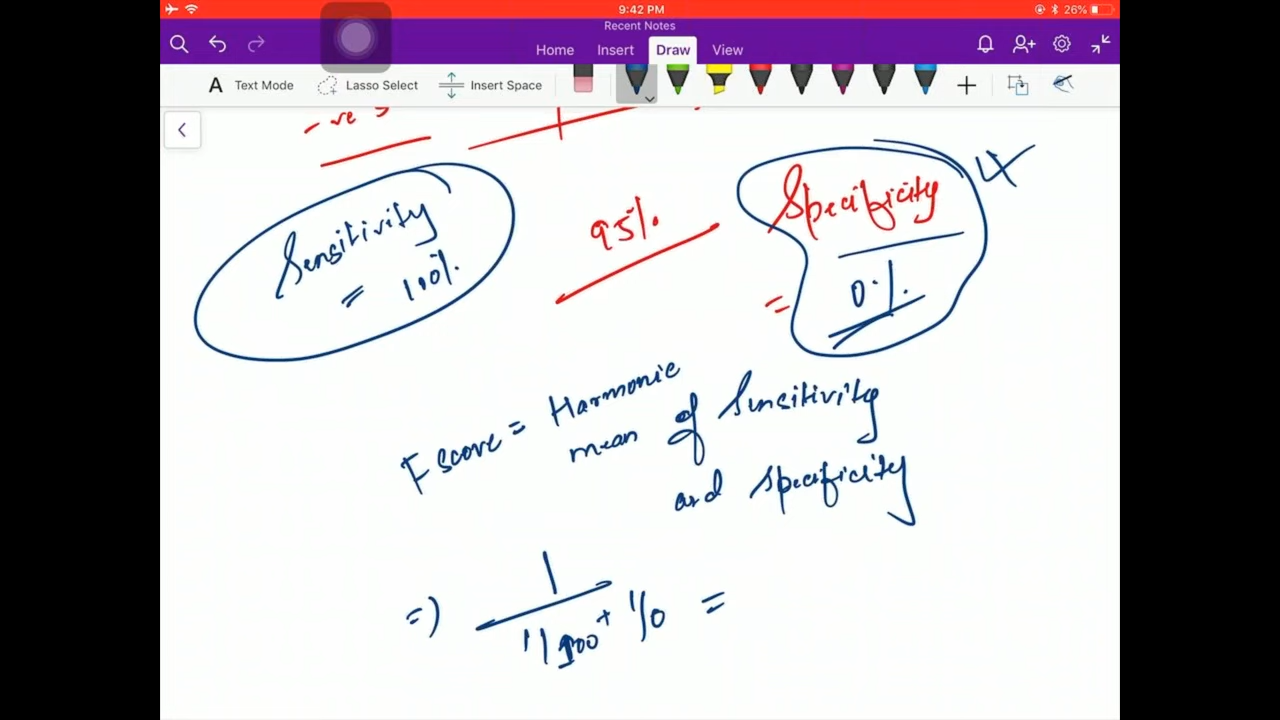 9:42 PM
26%
Recent Notes
Home Insert Draw View
A Text Mode Lasso Select Insert Space
-ve
Sensitivity
= 100%.
95%.
Specificity
= 0%.
F score = Harmonic
mean of Sensitivity
and specificity
=) 1
1/100 + 1/0 =